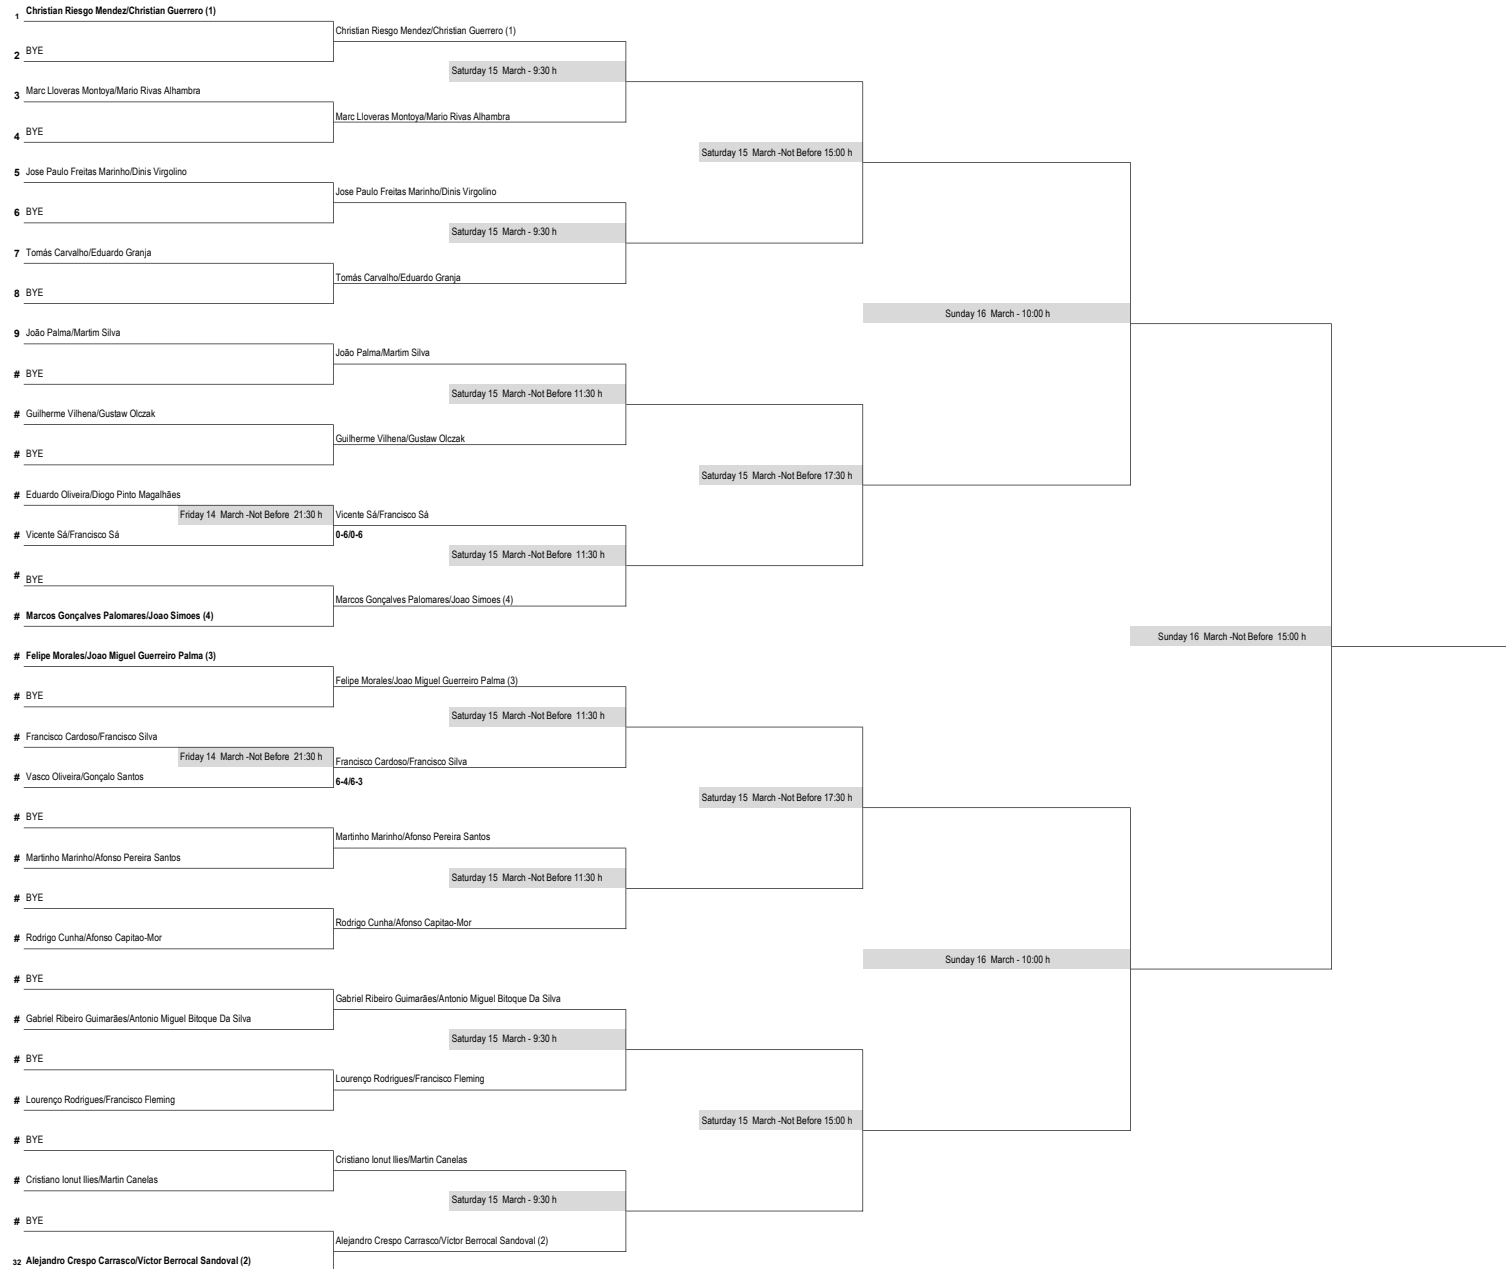 1 Christian Riesgo Mendez/Christian Guerrero (1)
Christian Riesgo Mendez/Christian Guerrero (1)
2 BYE
Saturday 15 March - 9:30 h
3 Marc Lloveras Montoya/Mario Rivas Alhambra
Marc Lloveras Montoya/Mario Rivas Alhambra
4 BYE
Saturday 15 March -Not Before 15:00 h
5 Jose Paulo Freitas Marinho/Dinis Virgolino
Jose Paulo Freitas Marinho/Dinis Virgolino
6 BYE
Saturday 15 March - 9:30 h
7 Tomás Carvalho/Eduardo Granja
Tomás Carvalho/Eduardo Granja
8 BYE
Sunday 16 March - 10:00 h
9 João Palma/Martim Silva
João Palma/Martim Silva
# BYE
Saturday 15 March -Not Before 11:30 h
# Guilherme Vilhena/Gustaw Olczak
Guilherme Vilhena/Gustaw Olczak
# BYE
Saturday 15 March -Not Before 17:30 h
# Eduardo Oliveira/Diogo Pinto Magalhães
Friday 14 March -Not Before 21:30 h
Vicente Sá/Francisco Sá
# Vicente Sá/Francisco Sá
0-6/0-6
Saturday 15 March -Not Before 11:30 h
# BYE
Marcos Gonçalves Palomares/Joao Simoes (4)
# Marcos Gonçalves Palomares/Joao Simoes (4)
Sunday 16 March -Not Before 15:00 h
# Felipe Morales/Joao Miguel Guerreiro Palma (3)
Felipe Morales/Joao Miguel Guerreiro Palma (3)
# BYE
Saturday 15 March -Not Before 11:30 h
# Francisco Cardoso/Francisco Silva
Friday 14 March -Not Before 21:30 h
Francisco Cardoso/Francisco Silva
# Vasco Oliveira/Gonçalo Santos
6-4/6-3
Saturday 15 March -Not Before 17:30 h
# BYE
Martinho Marinho/Afonso Pereira Santos
# Martinho Marinho/Afonso Pereira Santos
Saturday 15 March -Not Before 11:30 h
# BYE
Rodrigo Cunha/Afonso Capitao-Mor
# Rodrigo Cunha/Afonso Capitao-Mor
Sunday 16 March - 10:00 h
# BYE
Gabriel Ribeiro Guimarães/Antonio Miguel Bitoque Da Silva
# Gabriel Ribeiro Guimarães/Antonio Miguel Bitoque Da Silva
Saturday 15 March - 9:30 h
# BYE
Lourenço Rodrigues/Francisco Fleming
# Lourenço Rodrigues/Francisco Fleming
Saturday 15 March -Not Before 15:00 h
# BYE
Cristiano Ionut Ilies/Martin Canelas
# Cristiano Ionut Ilies/Martin Canelas
Saturday 15 March - 9:30 h
# BYE
Alejandro Crespo Carrasco/Víctor Berrocal Sandoval (2)
32 Alejandro Crespo Carrasco/Víctor Berrocal Sandoval (2)